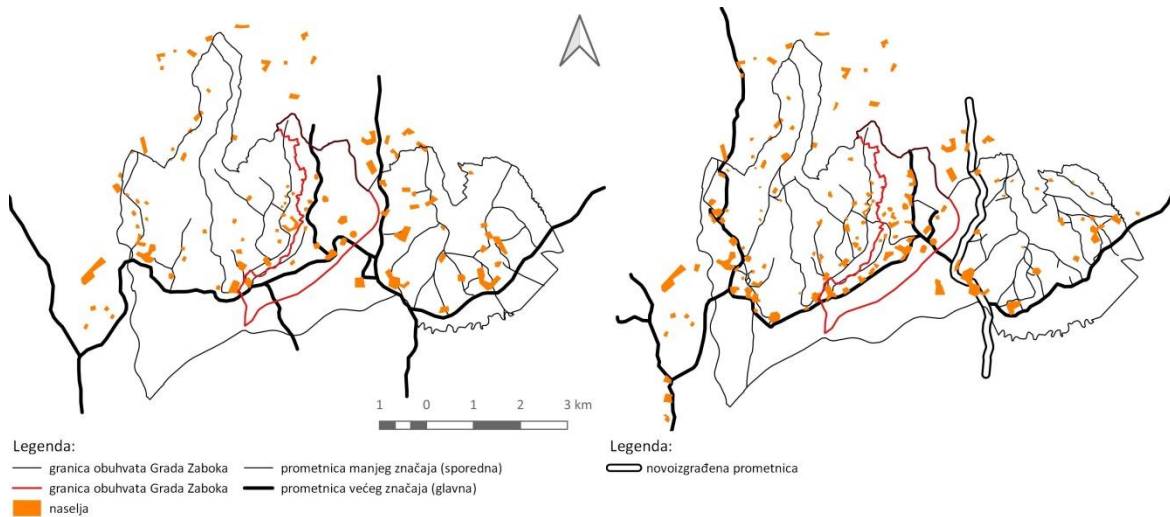 1 0 1 2 3 km
Legenda:
granica obuhvata Grada Zaboka
prometnica manjeg značaja (sporedna)
granica obuhvata Grada Zaboka
prometnica većeg značaja (glavna)
naselja
Legenda:
novoizgrađena prometnica